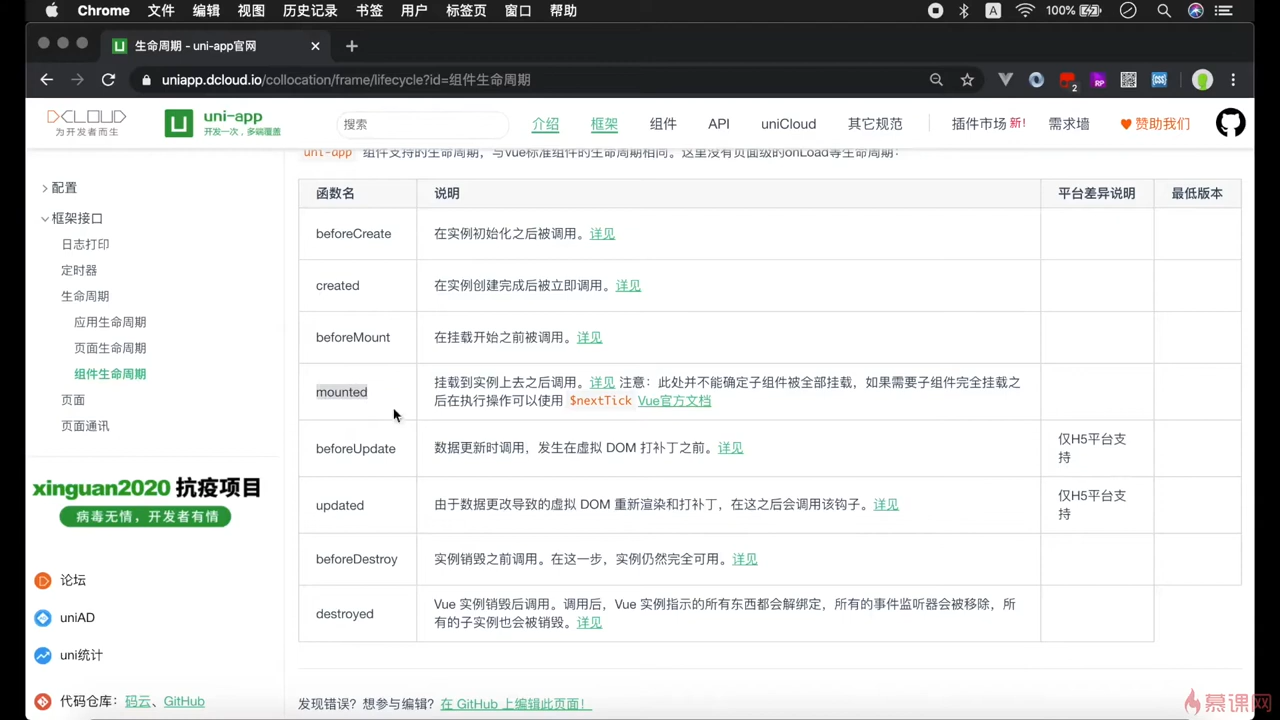 Chrome 文件 编辑 视图 历史记录 书签 用户 标签页 窗口 帮助 A 100%
生命周期 - uni-app官网
uniapp.dcloud.io/collocation/frame/lifecycle?id=组件生命周期
RP 2
DCLOUD
为开发者而生
uni-app
开发一次，多端覆盖
搜索
介绍 框架 组件 API uniCloud 其它规范 插件市场 新! 需求墙 赞助我们
uni-app 组件支持的生命周期，与vue标准组件的生命周期相同。这里没有页面级的onLoad等生命周期：
配置
框架接口
日志打印
定时器
生命周期
应用生命周期
页面生命周期
组件生命周期
页面
页面通讯
xinguan2020 抗疫项目
病毒无情，开发者有情
论坛
uniAD
uni统计
代码仓库：码云、GitHub
函数名 说明 平台差异说明 最低版本
beforeCreate 在实例初始化之后被调用。详见
created 在实例创建完成后被立即调用。详见
beforeMount 在挂载开始之前被调用。详见
mounted 挂载到实例上去之后调用。详见 注意：此处并不能确定子组件被全部挂载，如果需要子组件完全挂载之
后在执行操作可以使用 $nextTick Vue官方文档
beforeUpdate 数据更新时调用，发生在虚拟 DOM 打补丁之前。详见 仅H5平台支
持
updated 由于数据更改导致的虚拟 DOM 重新渲染和打补丁，在这之后会调用该钩子。详见 仅H5平台支
持
beforeDestroy 实例销毁之前调用。在这一步，实例仍然完全可用。详见
destroyed Vue 实例销毁后调用。调用后，Vue 实例指示的所有东西都会解绑定，所有的事件监听器会被移除，所
有的子实例也会被销毁。详见
发现错误？想参与编辑？在 GitHub 上编辑此页面！
慕课网